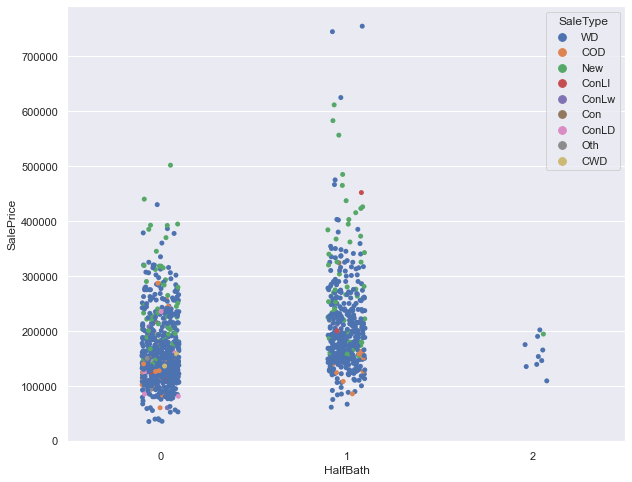 SaleType
WD
COD
New
ConLI
ConLw
Con
ConLD
Oth
CWD
700000
600000
500000
400000
300000
200000
100000
0
SalePrice
0 1 2
HalfBath